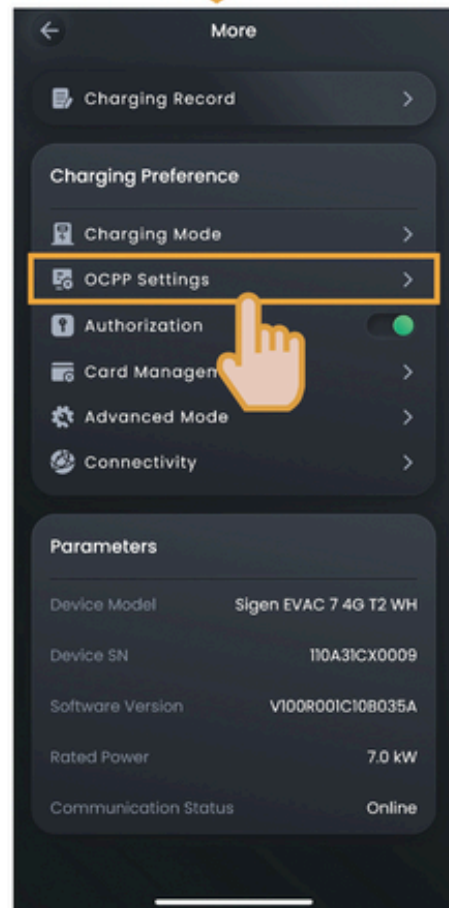 More
Charging Record
Charging Preference
Charging Mode
OCPP Settings
Authorization
Card Managem
Advanced Mode
Connectivity
Parameters
Device Model Sigen EVAC 7 4G T2 WH
Device SN 110A31CX0009
Software Version V100R001C10B035A
Rated Power 7.0 kW
Communication Status Online